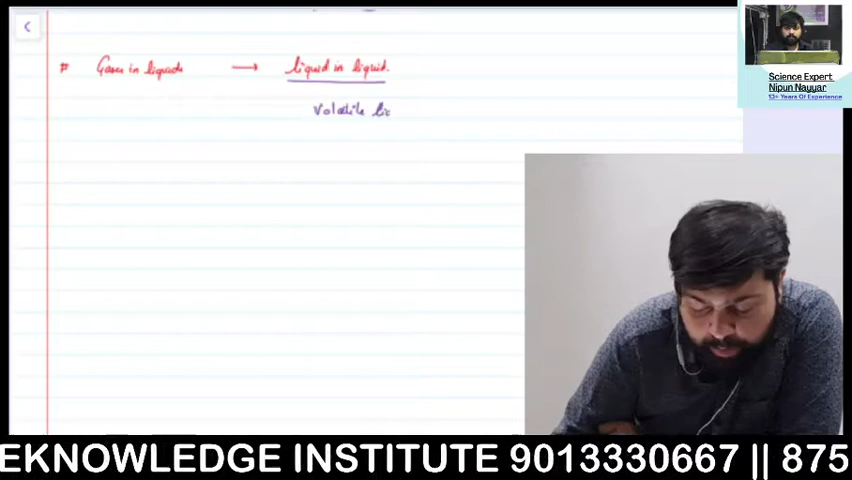 # Gases in liquids → liquid in liquid.
Volatile li
Science Expert
Nipun Nayyar
13+ Years Of Experience
EKNOWLEDGE INSTITUTE 9013330667 || 875